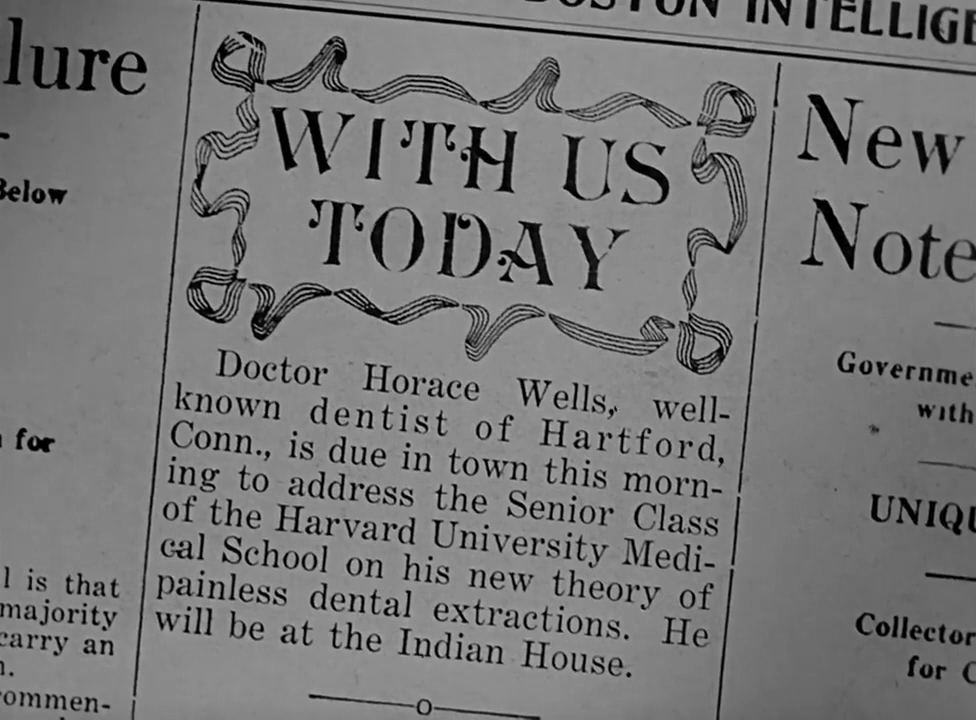 BOSTON INTELLIGE
lure
Below
for
l is that
majority
carry an
n.
ommen-
WITH US
TODAY
Doctor Horace Wells, well-
known dentist of Hartford,
Conn., is due in town this morn-
ing to address the Senior Class
of the Harvard University Medi-
cal School on his new theory of
painless dental extractions. He
will be at the Indian House.
New
Note
Governme
with
UNIQU
Collector
for C